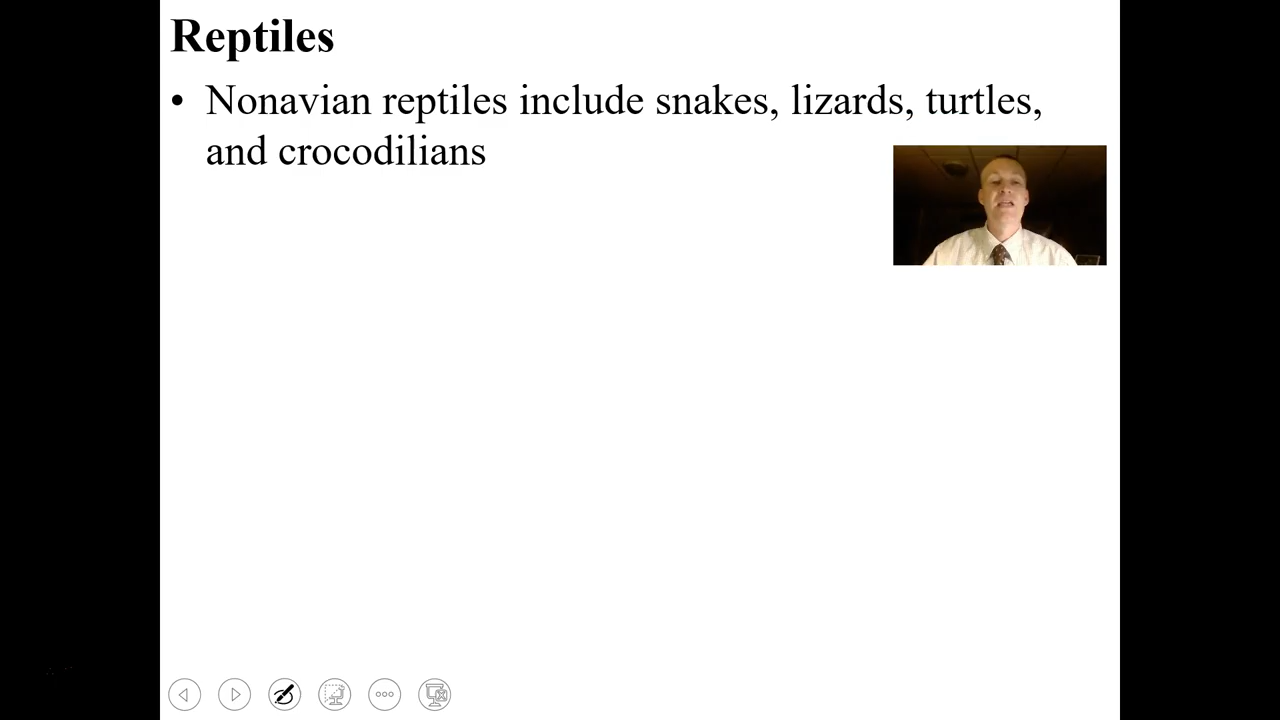 Reptiles
• Nonavian reptiles include snakes, lizards, turtles,
and crocodilians